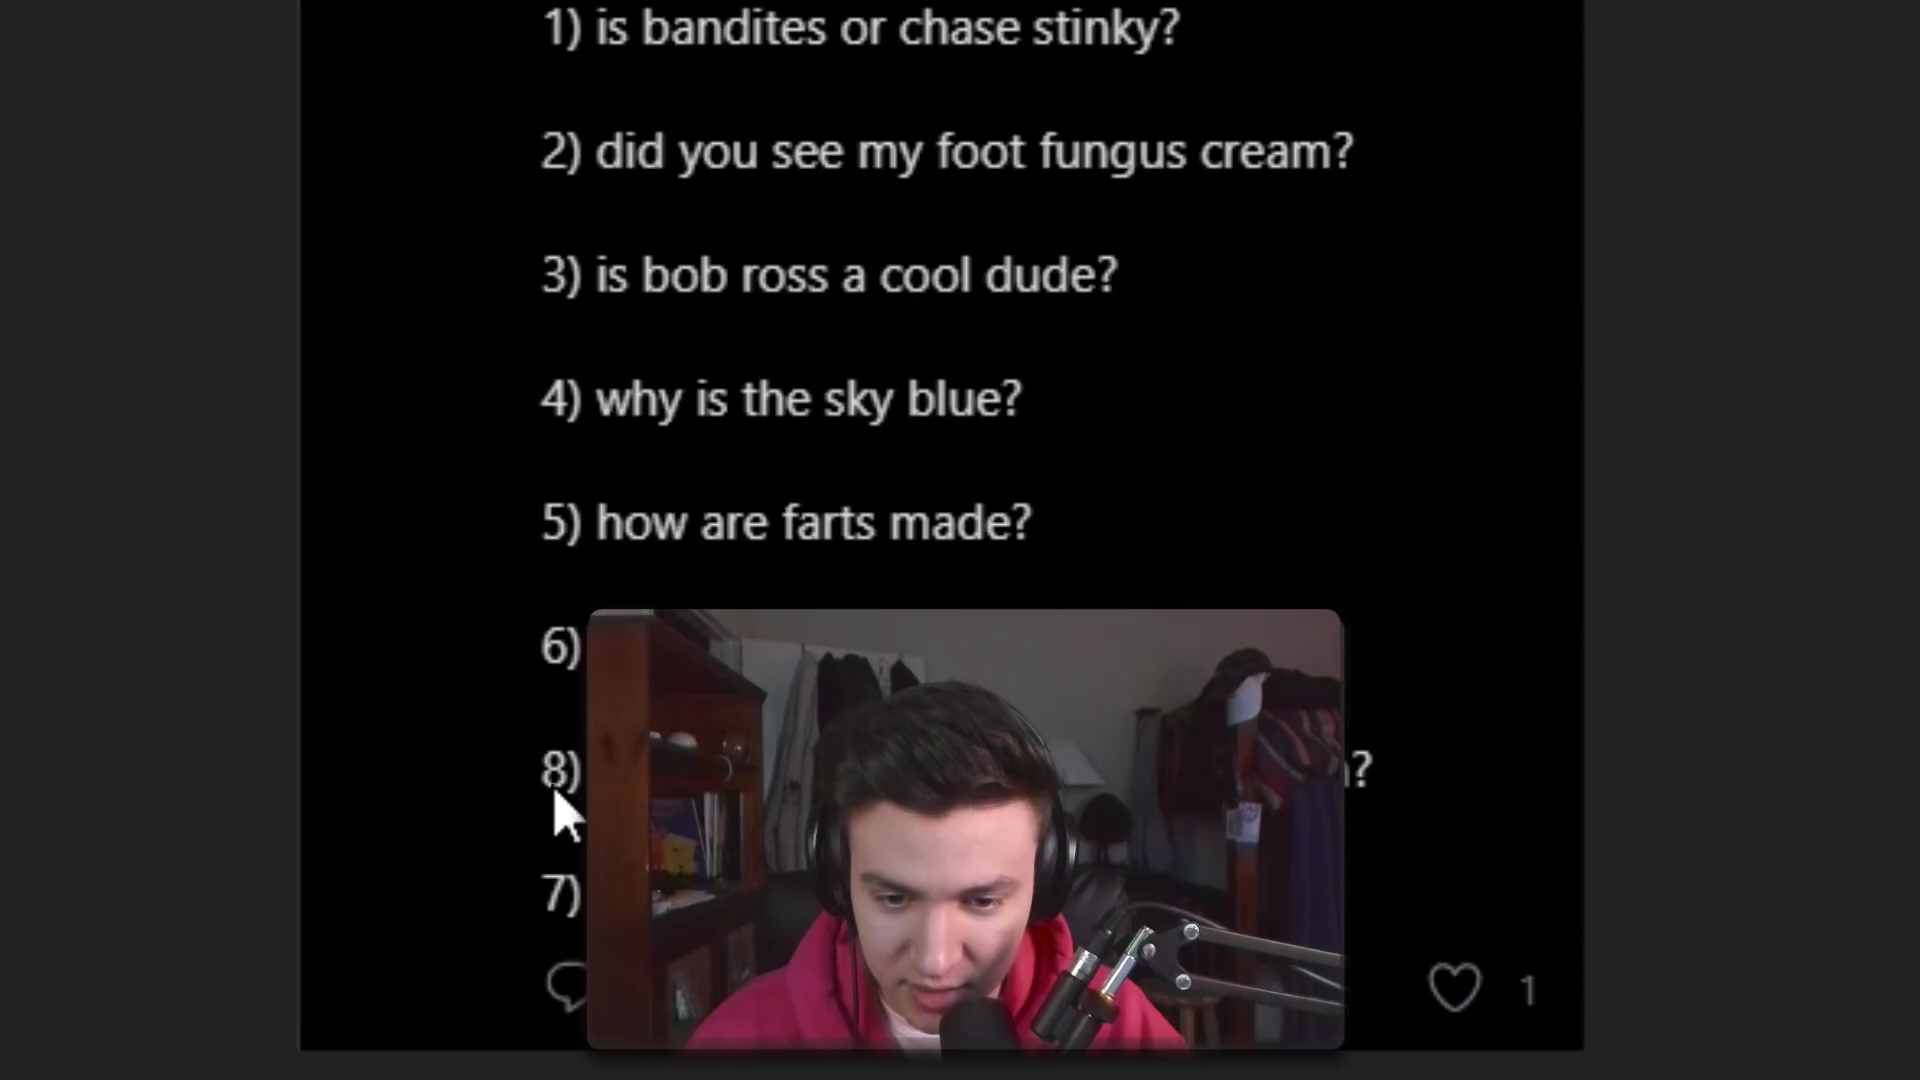 1) is bandites or chase stinky?
2) did you see my foot fungus cream?
3) is bob ross a cool dude?
4) why is the sky blue?
5) how are farts made?
6)
8) ?
7)
1